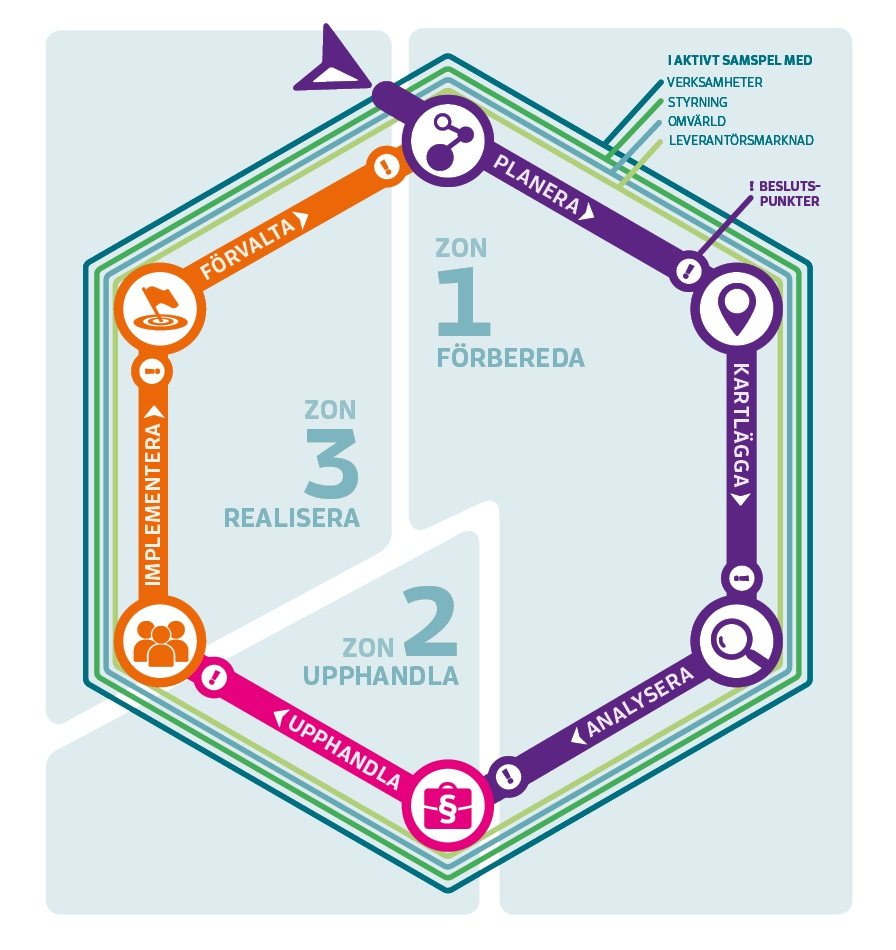 I AKTIVT SAMSPEL MED
VERKSAMHETER
STYRNING
OMVÄRLD
LEVERANTÖRSMARKNAD
! BESLUTS-
PUNKTER
PLANERA
!
KARTLÄGGA
!
ANALYSERA
!
§
UPPHANDLA
!
IMPLEMENTERA
!
FÖRVALTA
!
ZON
1
FÖRBEREDA
ZON
3
REALISERA
ZON 2
UPPHANDLA